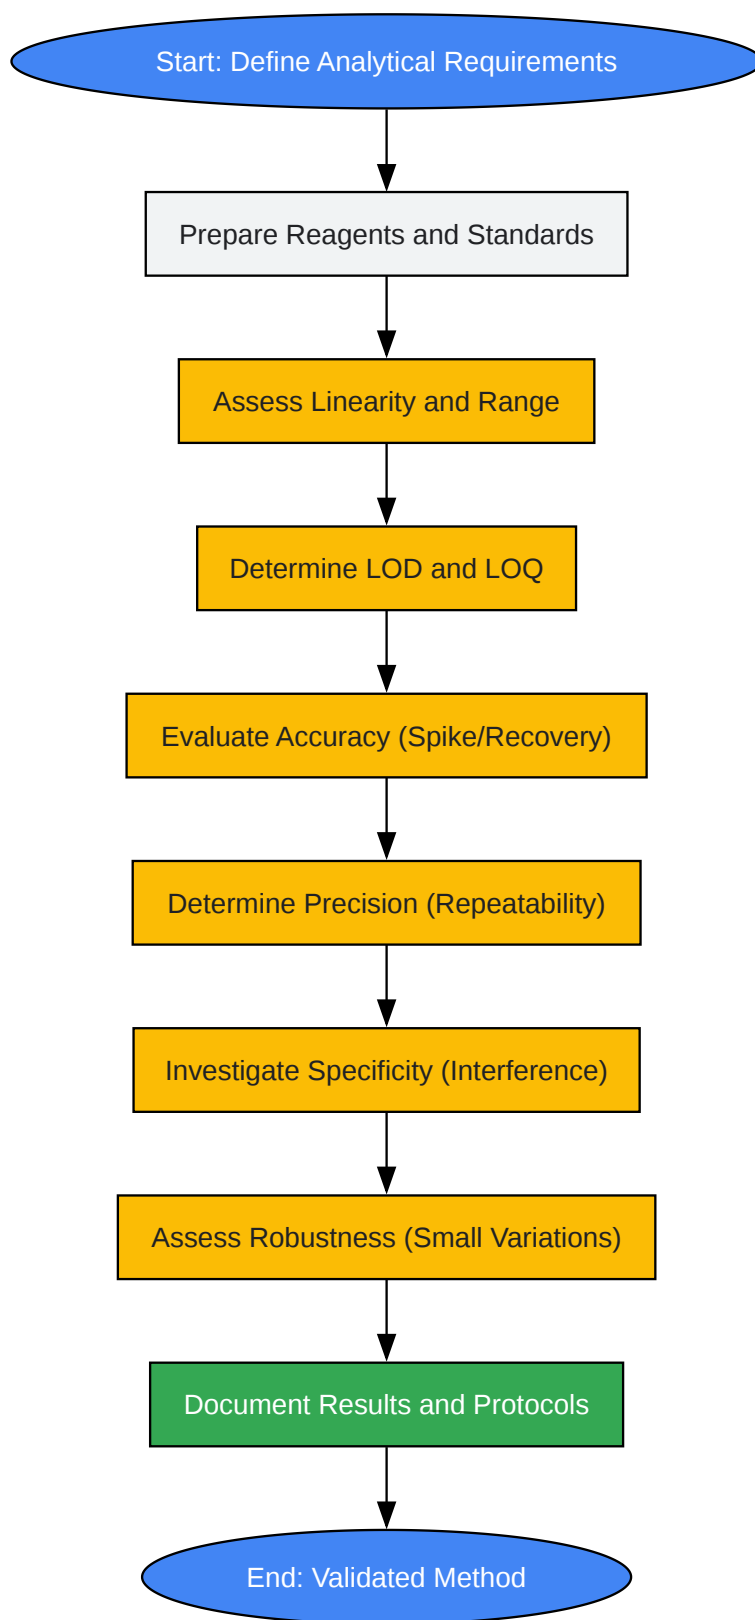 Start: Define Analytical Requirements
Prepare Reagents and Standards
Assess Linearity and Range
Determine LOD and LOQ
Evaluate Accuracy (Spike/Recovery)
Determine Precision (Repeatability)
Investigate Specificity (Interference)
Assess Robustness (Small Variations)
Document Results and Protocols
End: Validated Method